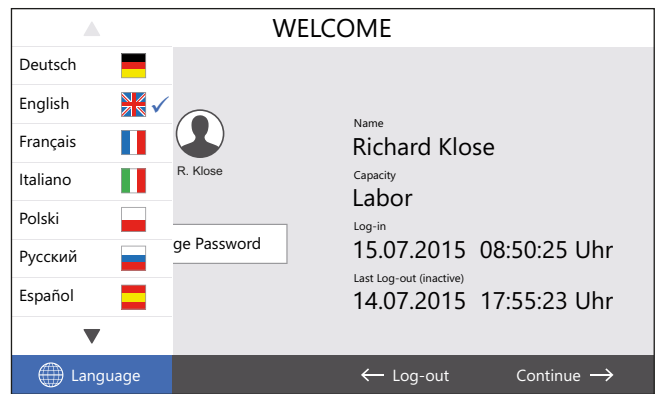 WELCOME
Deutsch
English
Français
Italiano
Polski
Русский
Español
R. Klose
ge Password
Name
Richard Klose
Capacity
Labor
Log-in
15.07.2015 08:50:25 Uhr
Last Log-out (inactive)
14.07.2015 17:55:23 Uhr
Language
Log-out
Continue